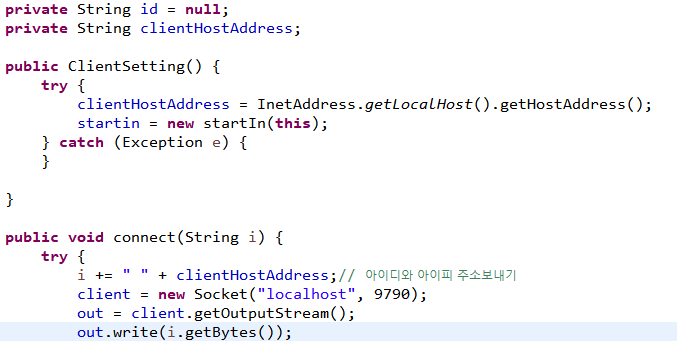 private String id = null;
private String clientHostAddress;
public ClientSetting() {
try {
clientHostAddress = InetAddress.getLocalHost().getHostAddress();
startin = new startIn(this);
} catch (Exception e) {
}
}
public void connect(String i) {
try {
i += " " + clientHostAddress;// 아이디와 아이피 주소보내기
client = new Socket("localhost", 9790);
out = client.getOutputStream();
out.write(i.getBytes());